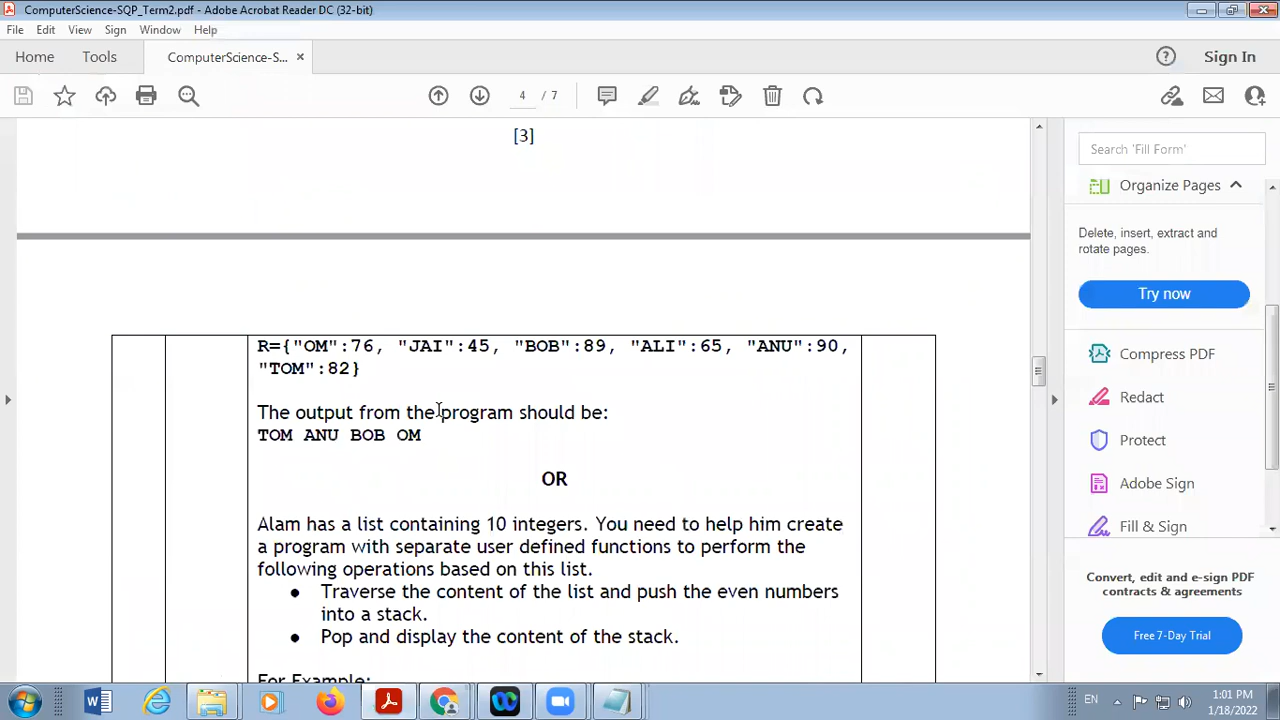 ComputerScience-SQP_Term2.pdf - Adobe Acrobat Reader DC (32-bit)
File Edit View Sign Window Help
Home Tools ComputerScience-S... × ? Sign In
4 / 7
[3]
R={"OM":76, "JAI":45, "BOB":89, "ALI":65, "ANU":90,
"TOM":82}
The output from the program should be:
TOM ANU BOB OM
OR
Alam has a list containing 10 integers. You need to help him create
a program with separate user defined functions to perform the
following operations based on this list.
● Traverse the content of the list and push the even numbers
into a stack.
● Pop and display the content of the stack.
For Example:
Search 'Fill Form'
Organize Pages
Delete, insert, extract and
rotate pages.
Try now
Compress PDF
Redact
Protect
Adobe Sign
Fill & Sign
Convert, edit and e-sign PDF
contracts & agreements
Free 7-Day Trial
EN
1:01 PM
1/18/2022